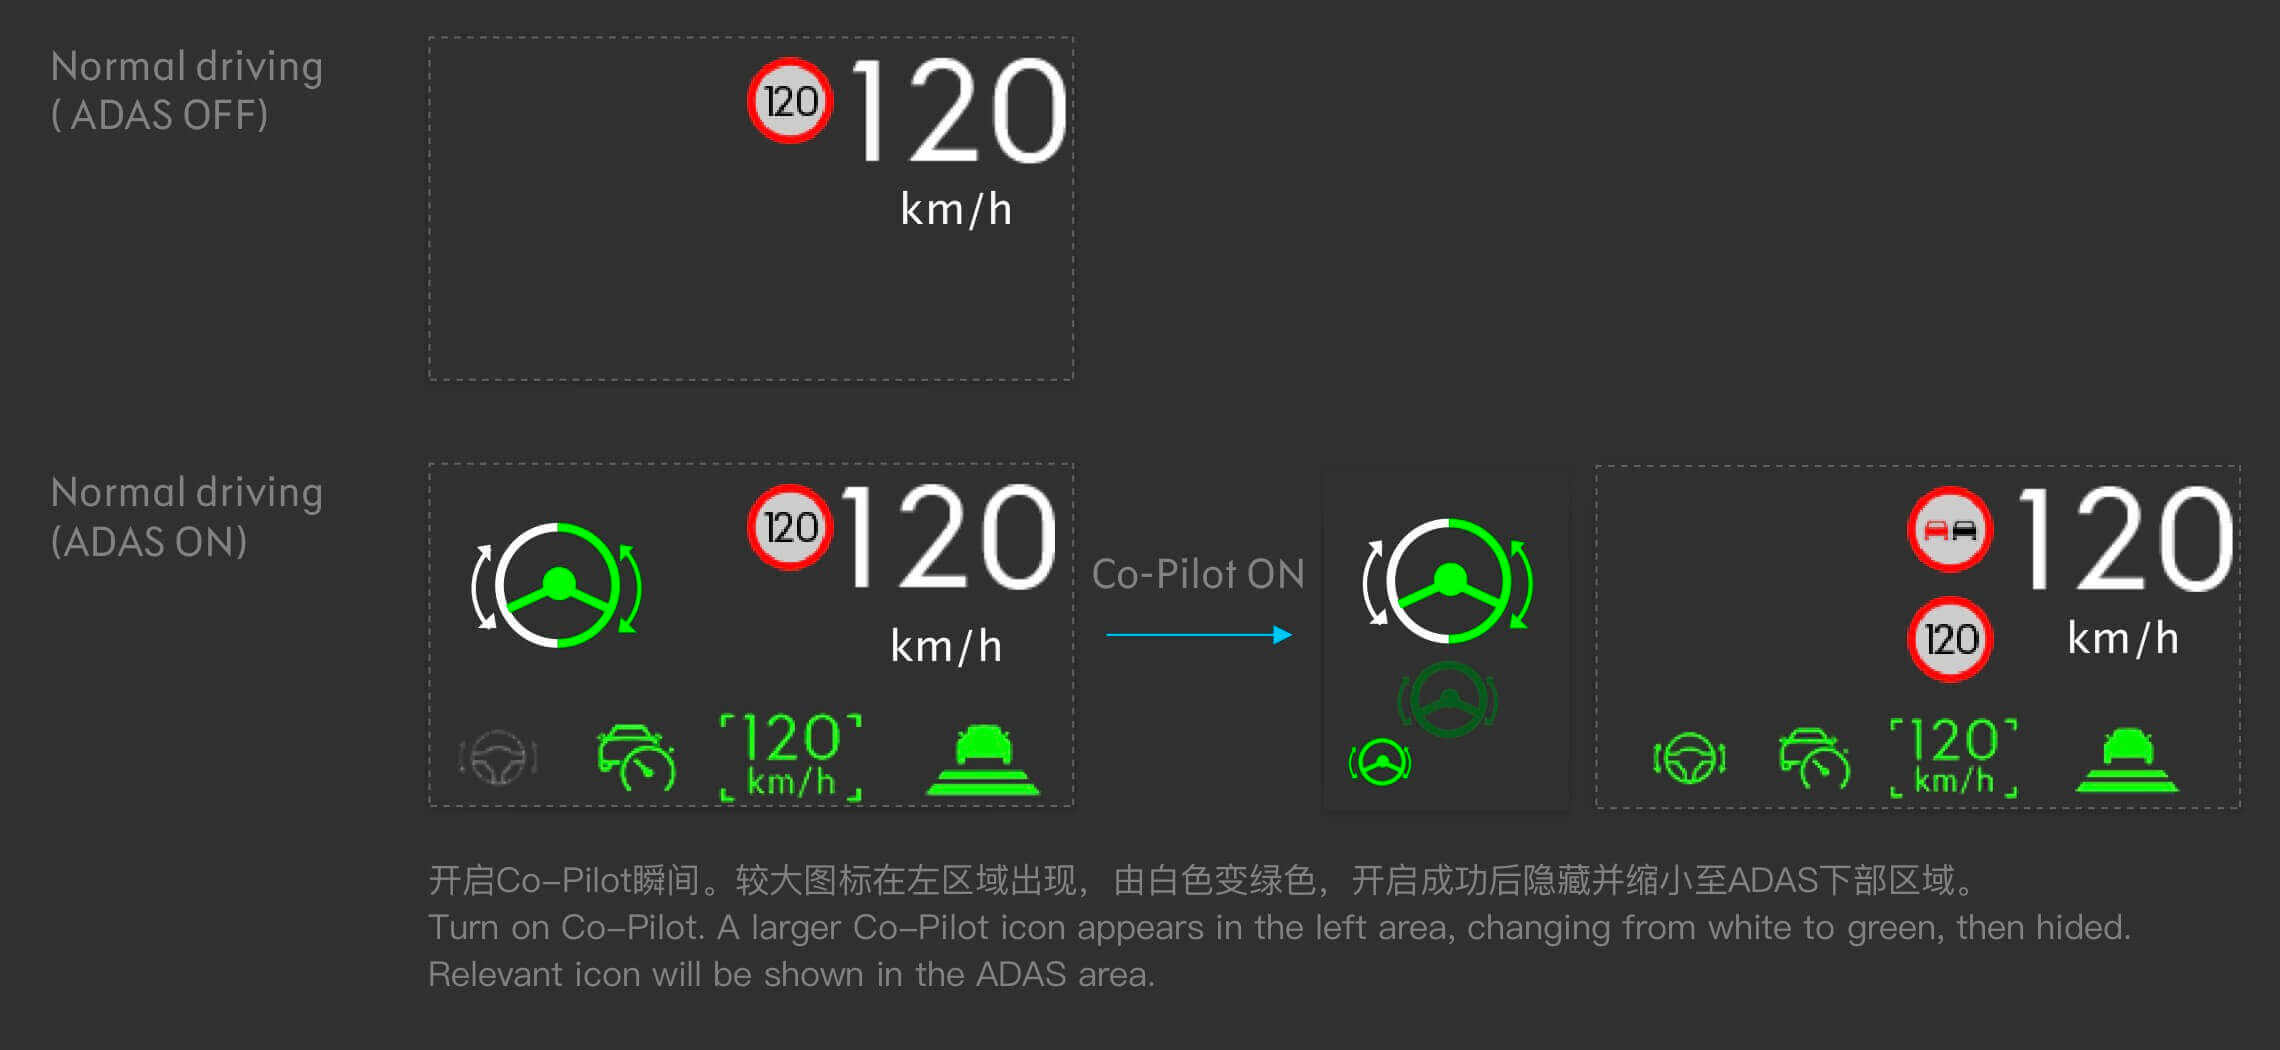 Normal driving
( ADAS OFF)
120 120
km/h
Normal driving
(ADAS ON)
120 120
km/h
120
km/h
Co-Pilot ON
120
120
km/h
120
km/h
开启Co-Pilot瞬间。较大图标在左区域出现，由白色变绿色，开启成功后隐藏并缩小至ADAS下部区域。
Turn on Co-Pilot. A larger Co-Pilot icon appears in the left area, changing from white to green, then hided.
Relevant icon will be shown in the ADAS area.